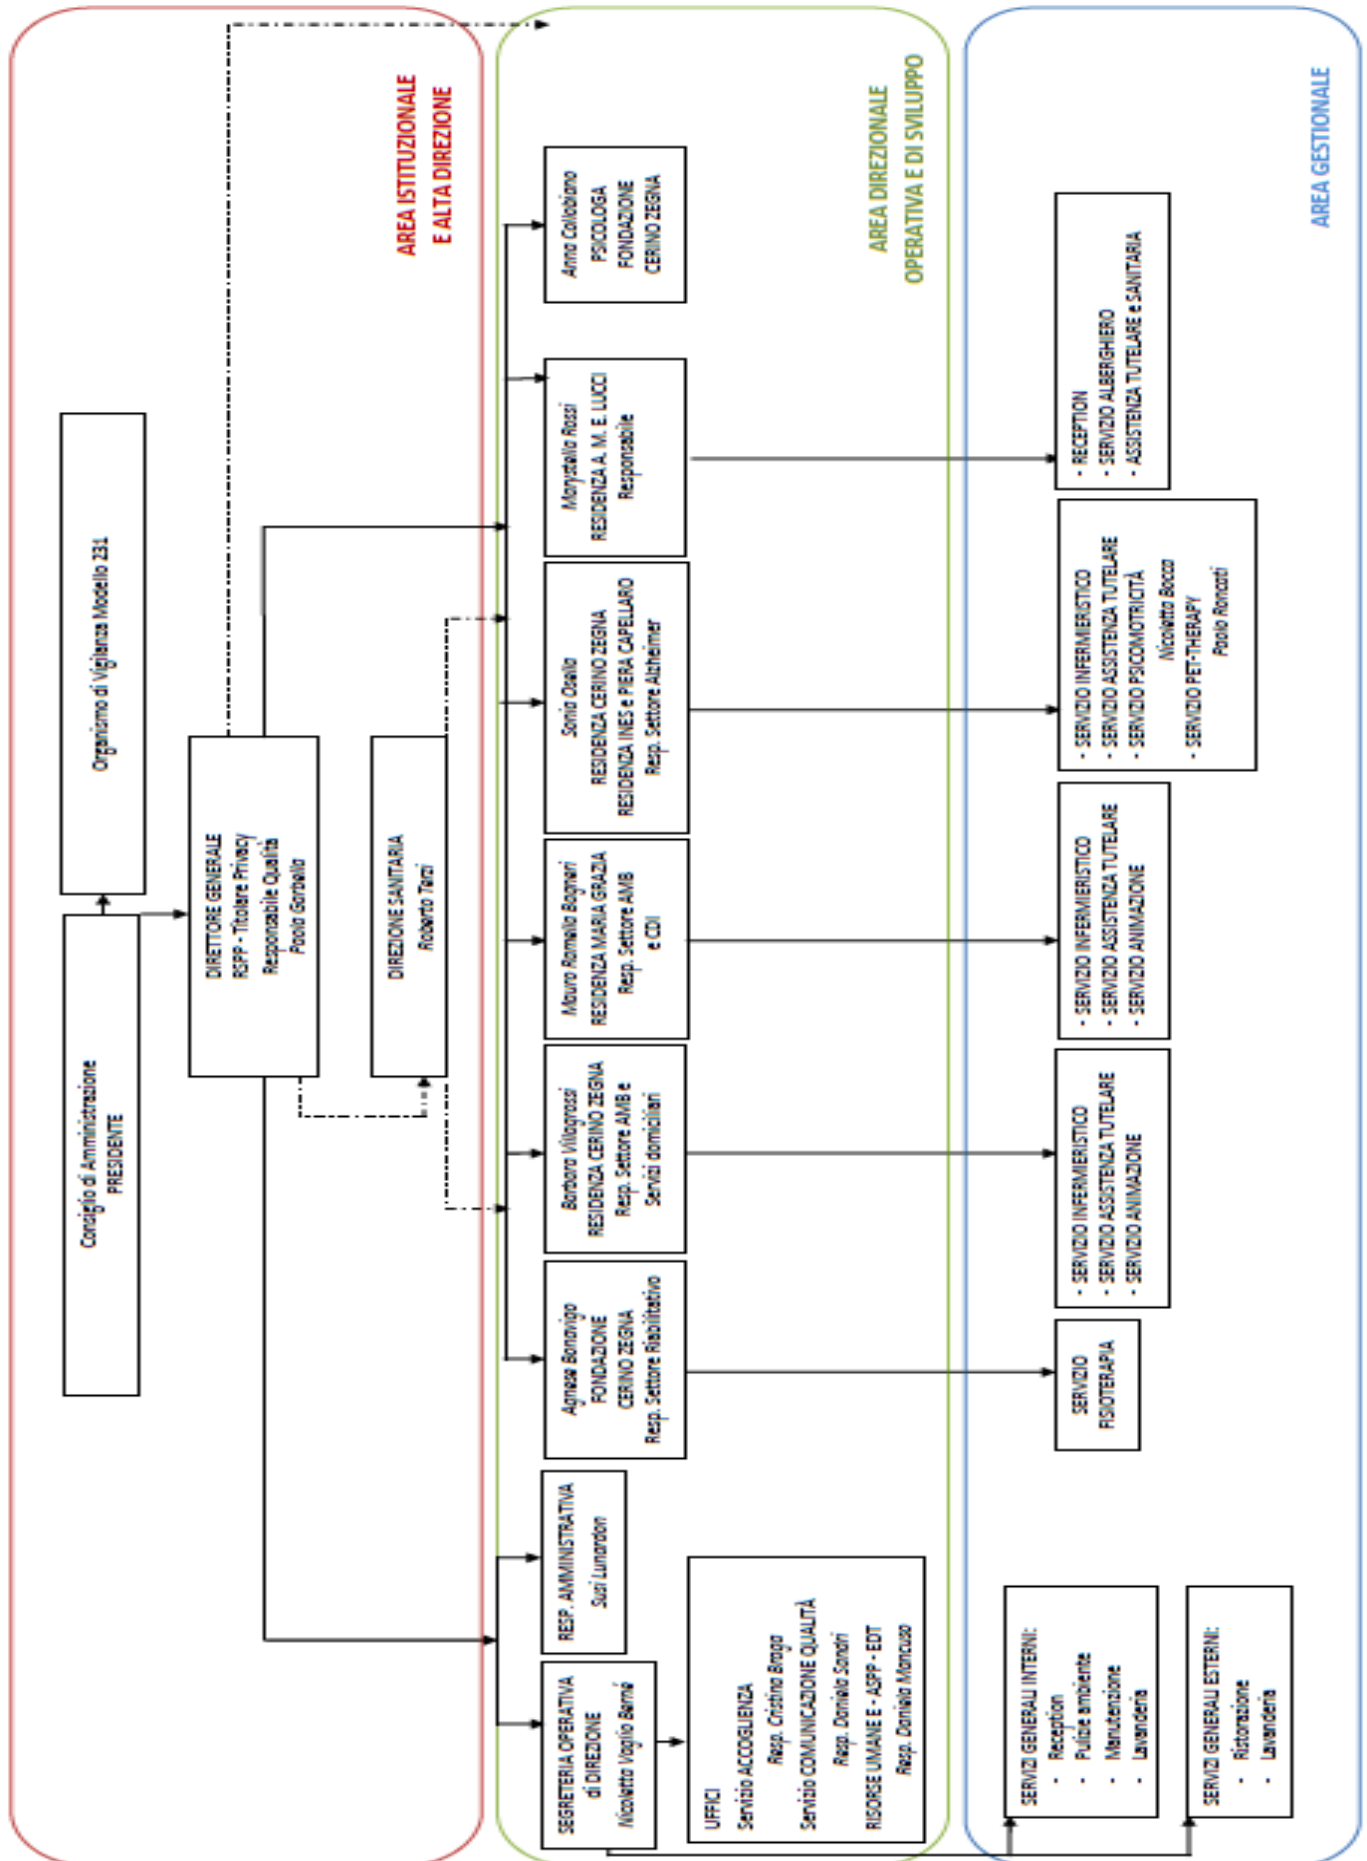 Consiglio di Amministrazione
PRESIDENTE
Organismo di Vigilanza Modello 231
DIRETTORE GENERALE
RSPP - Titolare Privacy
Responsabile Qualità
Paola Garbella
DIREZIONE SANITARIA
Roberto Terzi
AREA ISTITUZIONALE
E ALTA DIREZIONE
SEGRETERIA OPERATIVA
di DIREZIONE
Nicoletta Vaglio Berné
RESP. AMMINISTRATIVA
Susi Lunardon
Agnese Bonavigo
FONDAZIONE
CERINO ZEGNA
Resp. Settore Riabilitativo
Barbara Villagrossi
RESIDENZA CERINO ZEGNA
Resp. Settore AMB e
Servizi domiciliari
Mauro Ramella Bagneri
RESIDENZA MARIA GRAZIA
Resp. Settore AMB
e CDI
Sonia Osella
RESIDENZA CERINO ZEGNA
RESIDENZA INES e PIERA CAPELLARO
Resp. Settore Alzheimer
Marystella Rossi
RESIDENZA A. M. E. LUCCI
Responsabile
Anna Collobiano
PSICOLOGA
FONDAZIONE
CERINO ZEGNA
UFFICI
Servizio ACCOGLIENZA
Resp. Cristina Braga
Servizio COMUNICAZIONE QUALITÀ
Resp. Daniela Sandri
RISORSE UMANE E - ASPP - EDT
Resp. Daniela Mancuso
AREA DIREZIONALE
OPERATIVA E DI SVILUPPO
SERVIZI GENERALI INTERNI:
- Reception
- Pulizie ambiente
- Manutenzione
- Lavanderia
SERVIZI GENERALI ESTERNI:
- Ristorazione
- Lavanderia
SERVIZIO
FISIOTERAPIA
- SERVIZIO INFERMIERISTICO
- SERVIZIO ASSISTENZA TUTELARE
- SERVIZIO ANIMAZIONE
- SERVIZIO INFERMIERISTICO
- SERVIZIO ASSISTENZA TUTELARE
- SERVIZIO ANIMAZIONE
- SERVIZIO INFERMIERISTICO
- SERVIZIO ASSISTENZA TUTELARE
- SERVIZIO PSICOMOTRICITÀ
Nicoletta Bocca
- SERVIZIO PET-THERAPY
Paolo Roncati
- RECEPTION
- SERVIZIO ALBERGHIERO
- ASSISTENZA TUTELARE e SANITARIA
AREA GESTIONALE